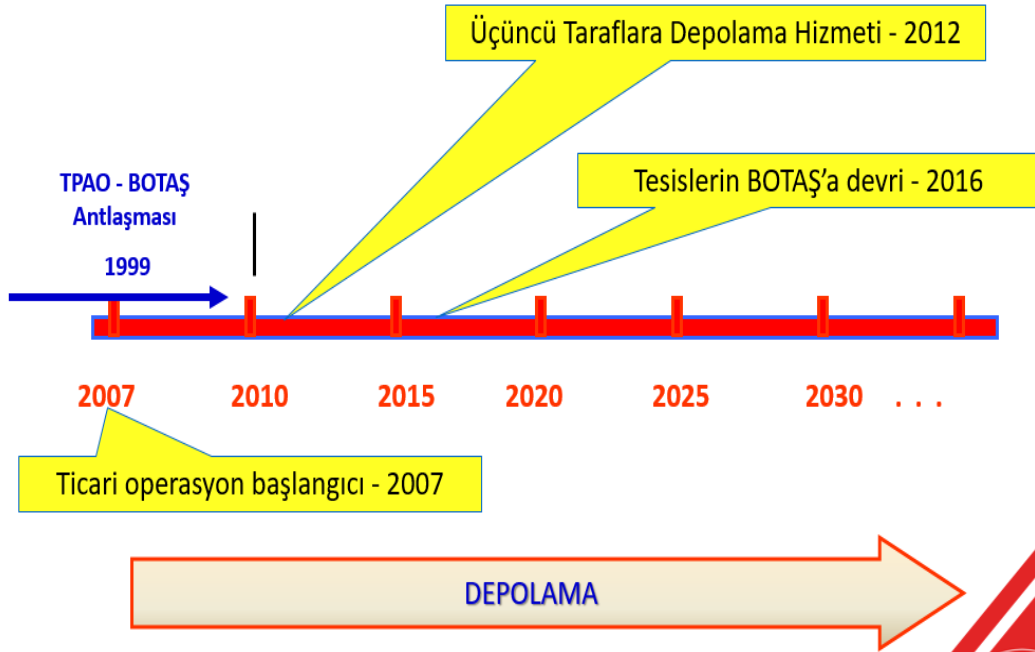 Üçüncü Taraflara Depolama Hizmeti - 2012
Tesislerin BOTAŞ’a devri - 2016
TPAO - BOTAŞ
Antlaşması
1999
2007 2010 2015 2020 2025 2030 . . .
Ticari operasyon başlangıcı - 2007
DEPOLAMA